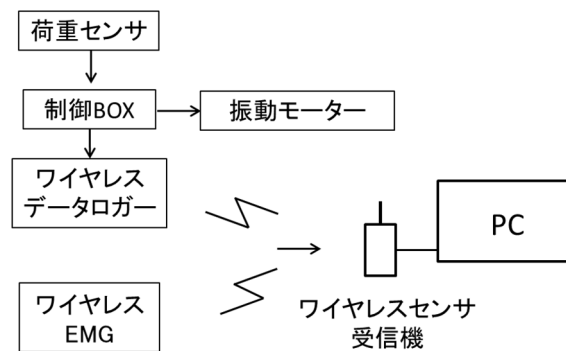 荷重センサ
制御BOX
振動モーター
ワイヤレス
データロガー
PC
ワイヤレス
EMG
ワイヤレスセンサ
受信機